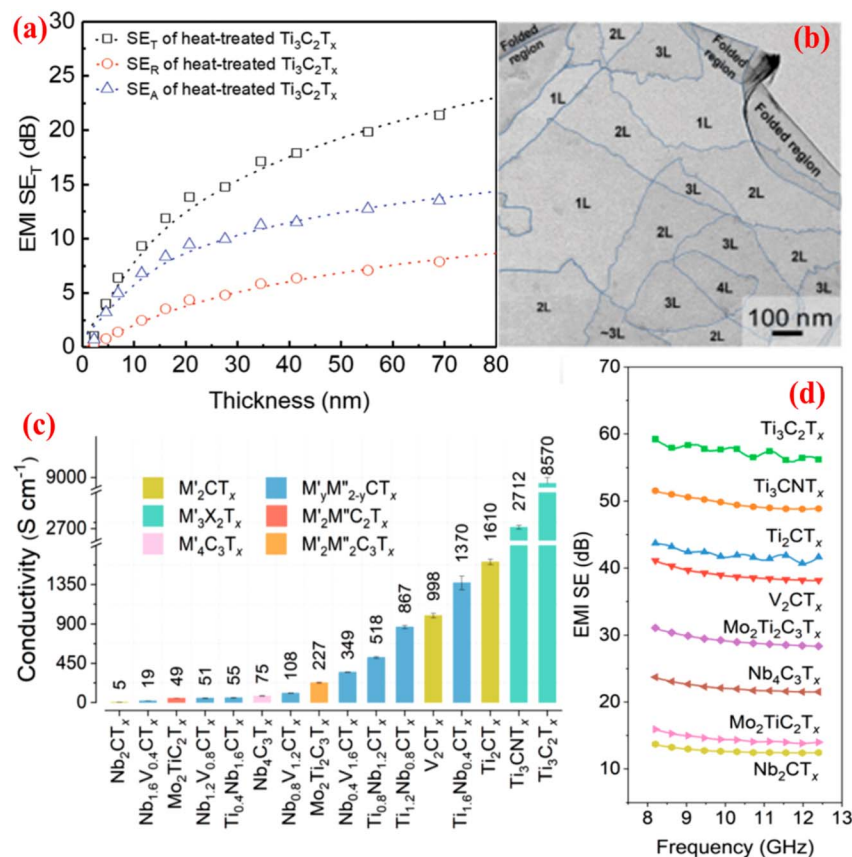 (a)
30
25
20
15
10
5
0
EMI SE_T (dB)
SE_T of heat-treated Ti₃C₂Tₓ
SE_R of heat-treated Ti₃C₂Tₓ
SE_A of heat-treated Ti₃C₂Tₓ
0 10 20 30 40 50 60 70 80
Thickness (nm)
(b)
Folded region
2L
3L
Folded region
Folded region
1L
2L
1L
1L
3L
2L
2L
3L
2L
3L
4L
3L
2L
~3L
2L
100 nm
(c)
Conductivity (S cm⁻¹)
9000
2700
1350
900
450
0
M'₂CTₓ
M'₃X₂Tₓ
M'₄C₃Tₓ
M'ᵧM"₂₋ᵧCTₓ
M'₂M"C₂Tₓ
M'₂M"₂C₃Tₓ
5 19 49 51 55 75 108 227 349 518 867 998 1370 1610 2712 8570
Nb₂CTₓ
Nb₁.₆V₀.₄CTₓ
Mo₂TiC₂Tₓ
Nb₁.₂V₀.₈CTₓ
Ti₀.₄Nb₁.₆CTₓ
Nb₄C₃Tₓ
Nb₀.₈V₁.₂CTₓ
Mo₂Ti₂C₃Tₓ
Nb₀.₄V₁.₆CTₓ
Ti₀.₈Nb₁.₂CTₓ
Ti₁.₂Nb₀.₈CTₓ
V₂CTₓ
Ti₁.₆Nb₀.₄CTₓ
Ti₂CTₓ
Ti₃CNTₓ
Ti₃C₂Tₓ
(d)
70
60
50
40
30
20
10
EMI SE (dB)
Ti₃C₂Tₓ
Ti₃CNTₓ
Ti₂CTₓ
V₂CTₓ
Mo₂Ti₂C₃Tₓ
Nb₄C₃Tₓ
Mo₂TiC₂Tₓ
Nb₂CTₓ
8 9 10 11 12 13
Frequency (GHz)